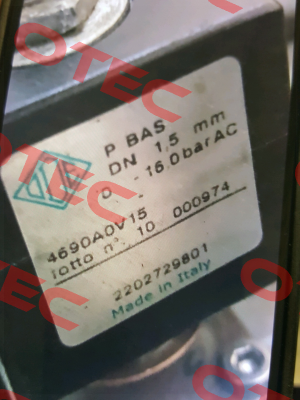 P BAS
DN 1,5 mm
0 - 16.0barAC
4690A0V15
lotto n°. 10 000974
2202729801
Made in Italy
OTEC
OTEC
OTEC